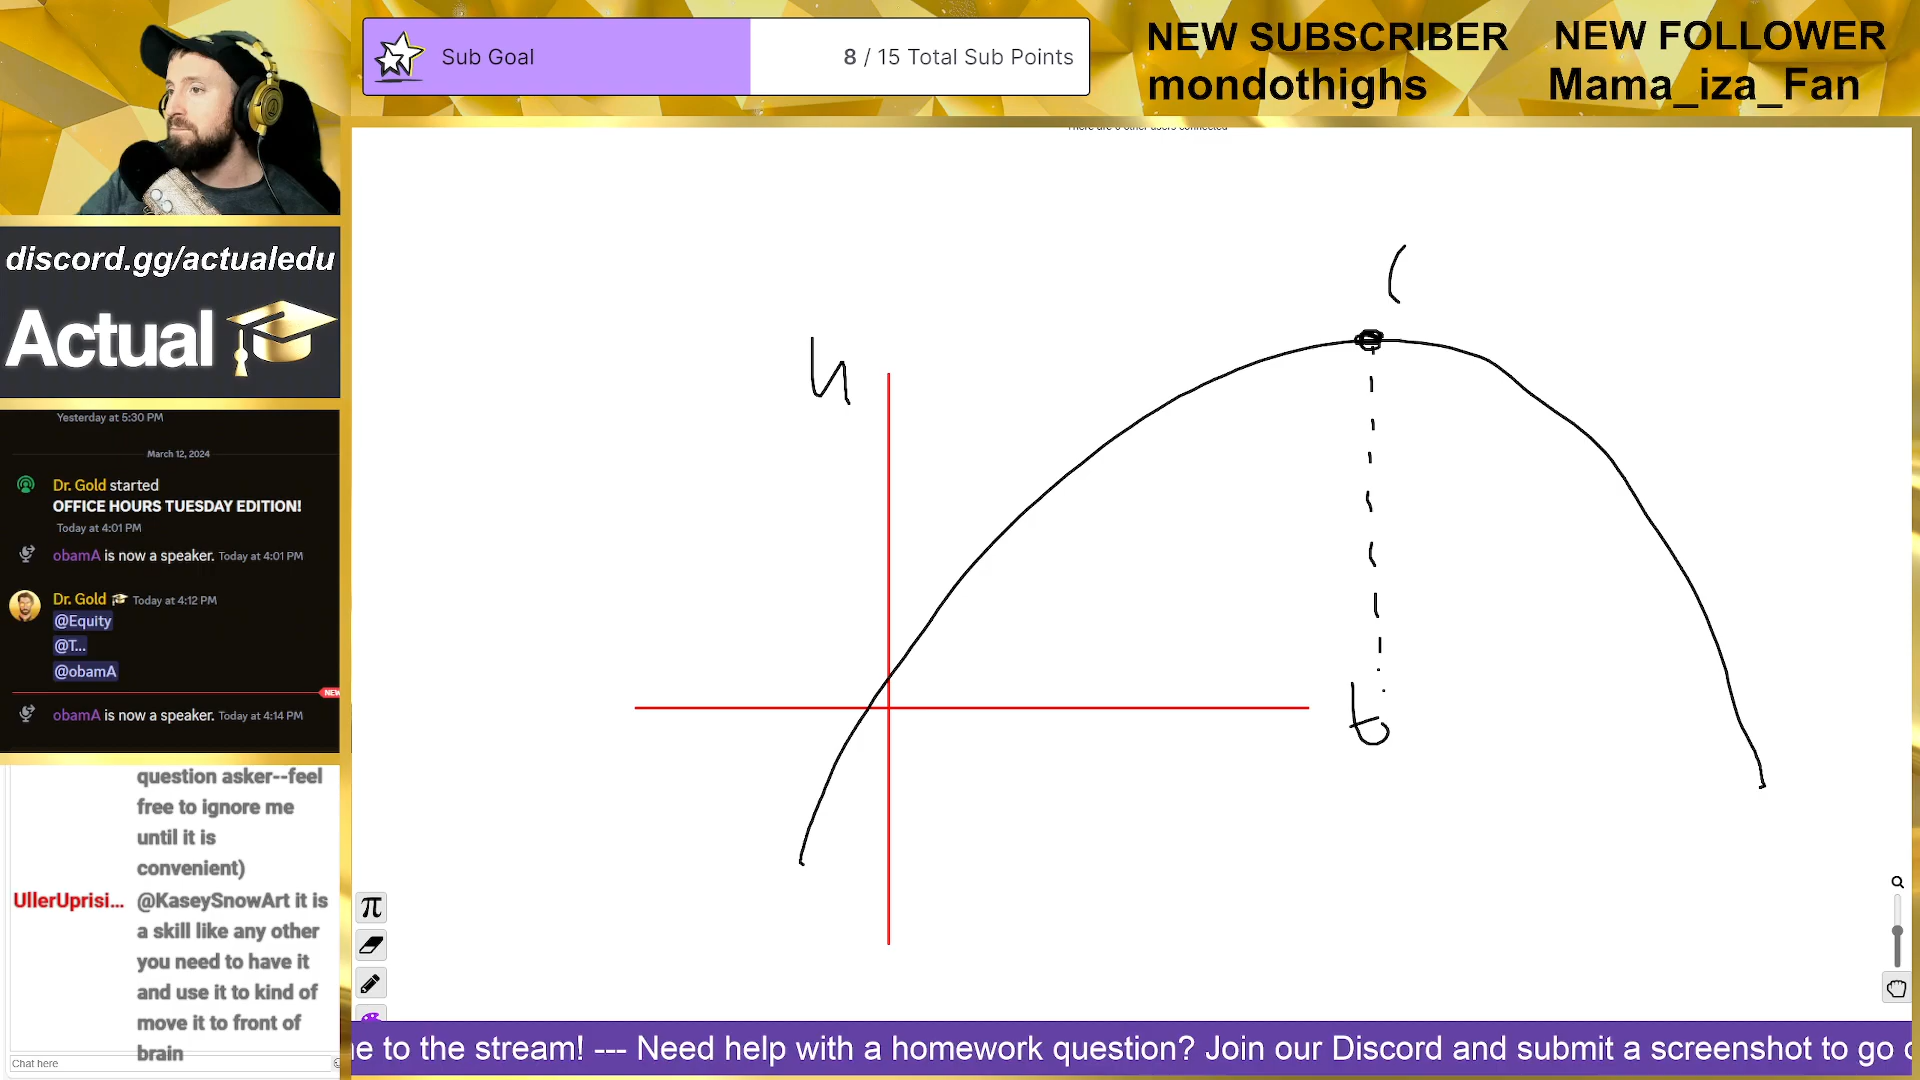 Sub Goal
8 / 15 Total Sub Points
NEW SUBSCRIBER
mondothighs
NEW FOLLOWER
Mama_iza_Fan
discord.gg/actualedu
Actual
Yesterday at 5:30 PM
March 12, 2024
Dr. Gold started
OFFICE HOURS TUESDAY EDITION!
Today at 4:01 PM
obamA is now a speaker. Today at 4:01 PM
Dr. Gold Today at 4:12 PM
@Equity
@T...
@obamA
NEW
obamA is now a speaker. Today at 4:14 PM
question asker--feel
free to ignore me
until it is
convenient)
UllerUprisi... @KaseySnowArt it is
a skill like any other
you need to have it
and use it to kind of
move it to front of
brain
Chat here
h
(
t
π
to the stream! --- Need help with a homework question? Join our Discord and submit a screenshot to go